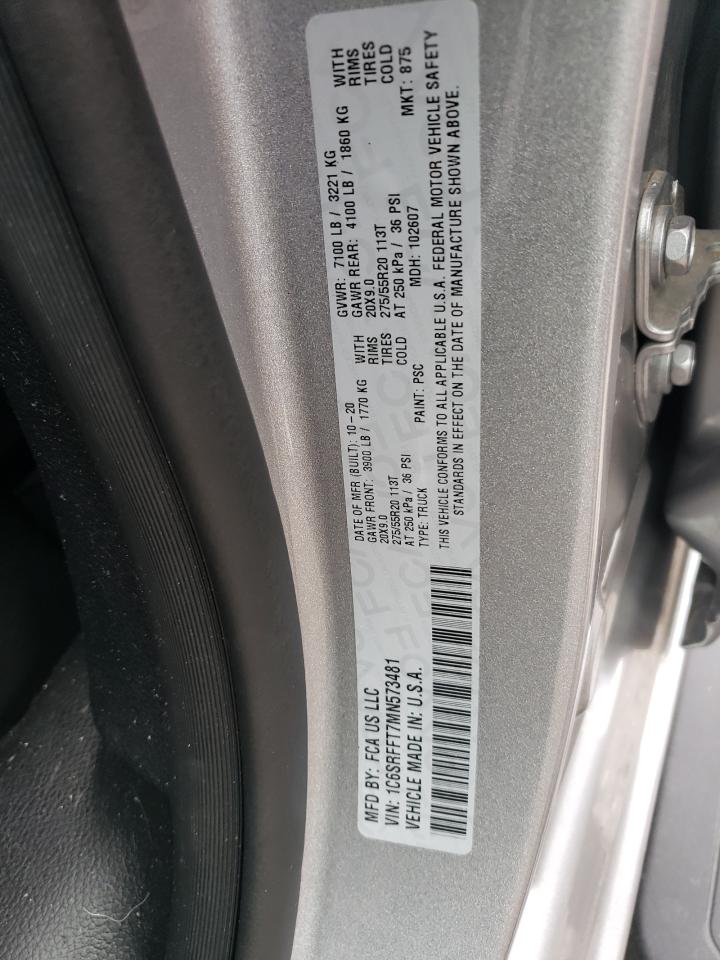 MFD BY: FCA US LLC
DATE OF MFR (BUILT): 10-20
GVWR: 7100 LB / 3221 KG
GAWR FRONT: 3900 LB / 1770 KG WITH
20X9.0 RIMS
275/55R20 113T TIRES
AT 250 kPa / 36 PSI COLD
GAWR REAR: 4100 LB / 1860 KG WITH
20X9.0 RIMS
275/55R20 113T TIRES
AT 250 kPa / 36 PSI COLD
VIN: 1C6SRFFT7MN573481
TYPE: TRUCK PAINT: PSC MDH: 102607 MKT: 875
VEHICLE MADE IN: U.S.A.
THIS VEHICLE CONFORMS TO ALL APPLICABLE U.S.A. FEDERAL MOTOR VEHICLE SAFETY
STANDARDS IN EFFECT ON THE DATE OF MANUFACTURE SHOWN ABOVE.